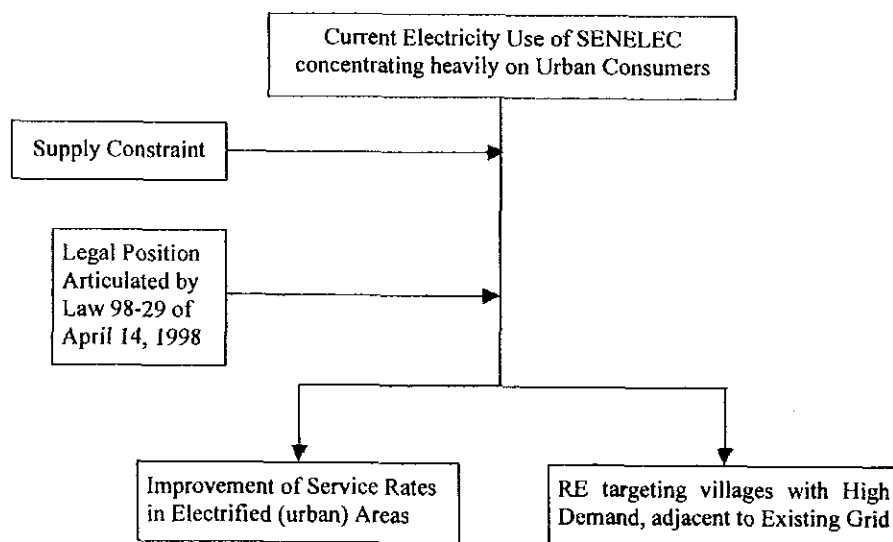 Current Electricity Use of SENELEC
concentrating heavily on Urban Consumers
Supply Constraint
Legal Position
Articulated by
Law 98-29 of
April 14, 1998
Improvement of Service Rates
in Electrified (urban) Areas
RE targeting villages with High
Demand, adjacent to Existing Grid